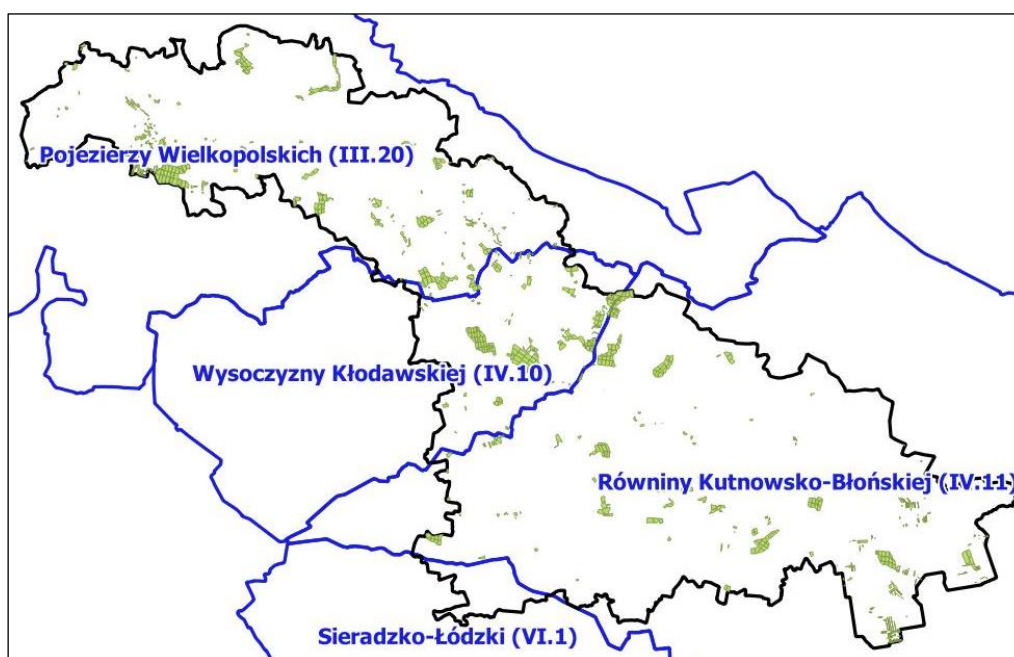 Pojezierzy Wielkopolskich (III.20)
Wysoczyzny Kłodawskiej (IV.10)
Równiny Kutnowsko-Błońskiej (IV.11)
Sieradzko-Łódzki (VI.1)